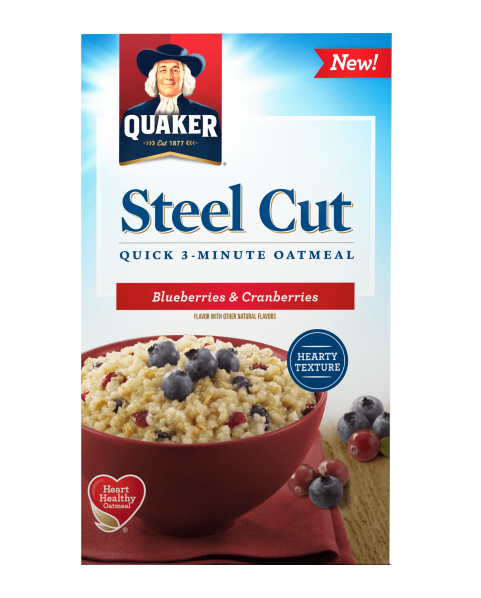 New!
QUAKER
Est 1877
®
Steel Cut
QUICK 3-MINUTE OATMEAL
Blueberries & Cranberries
FLAVOR WITH OTHER NATURAL FLAVORS
HEARTY
TEXTURE
Heart
Healthy
Oatmeal
®